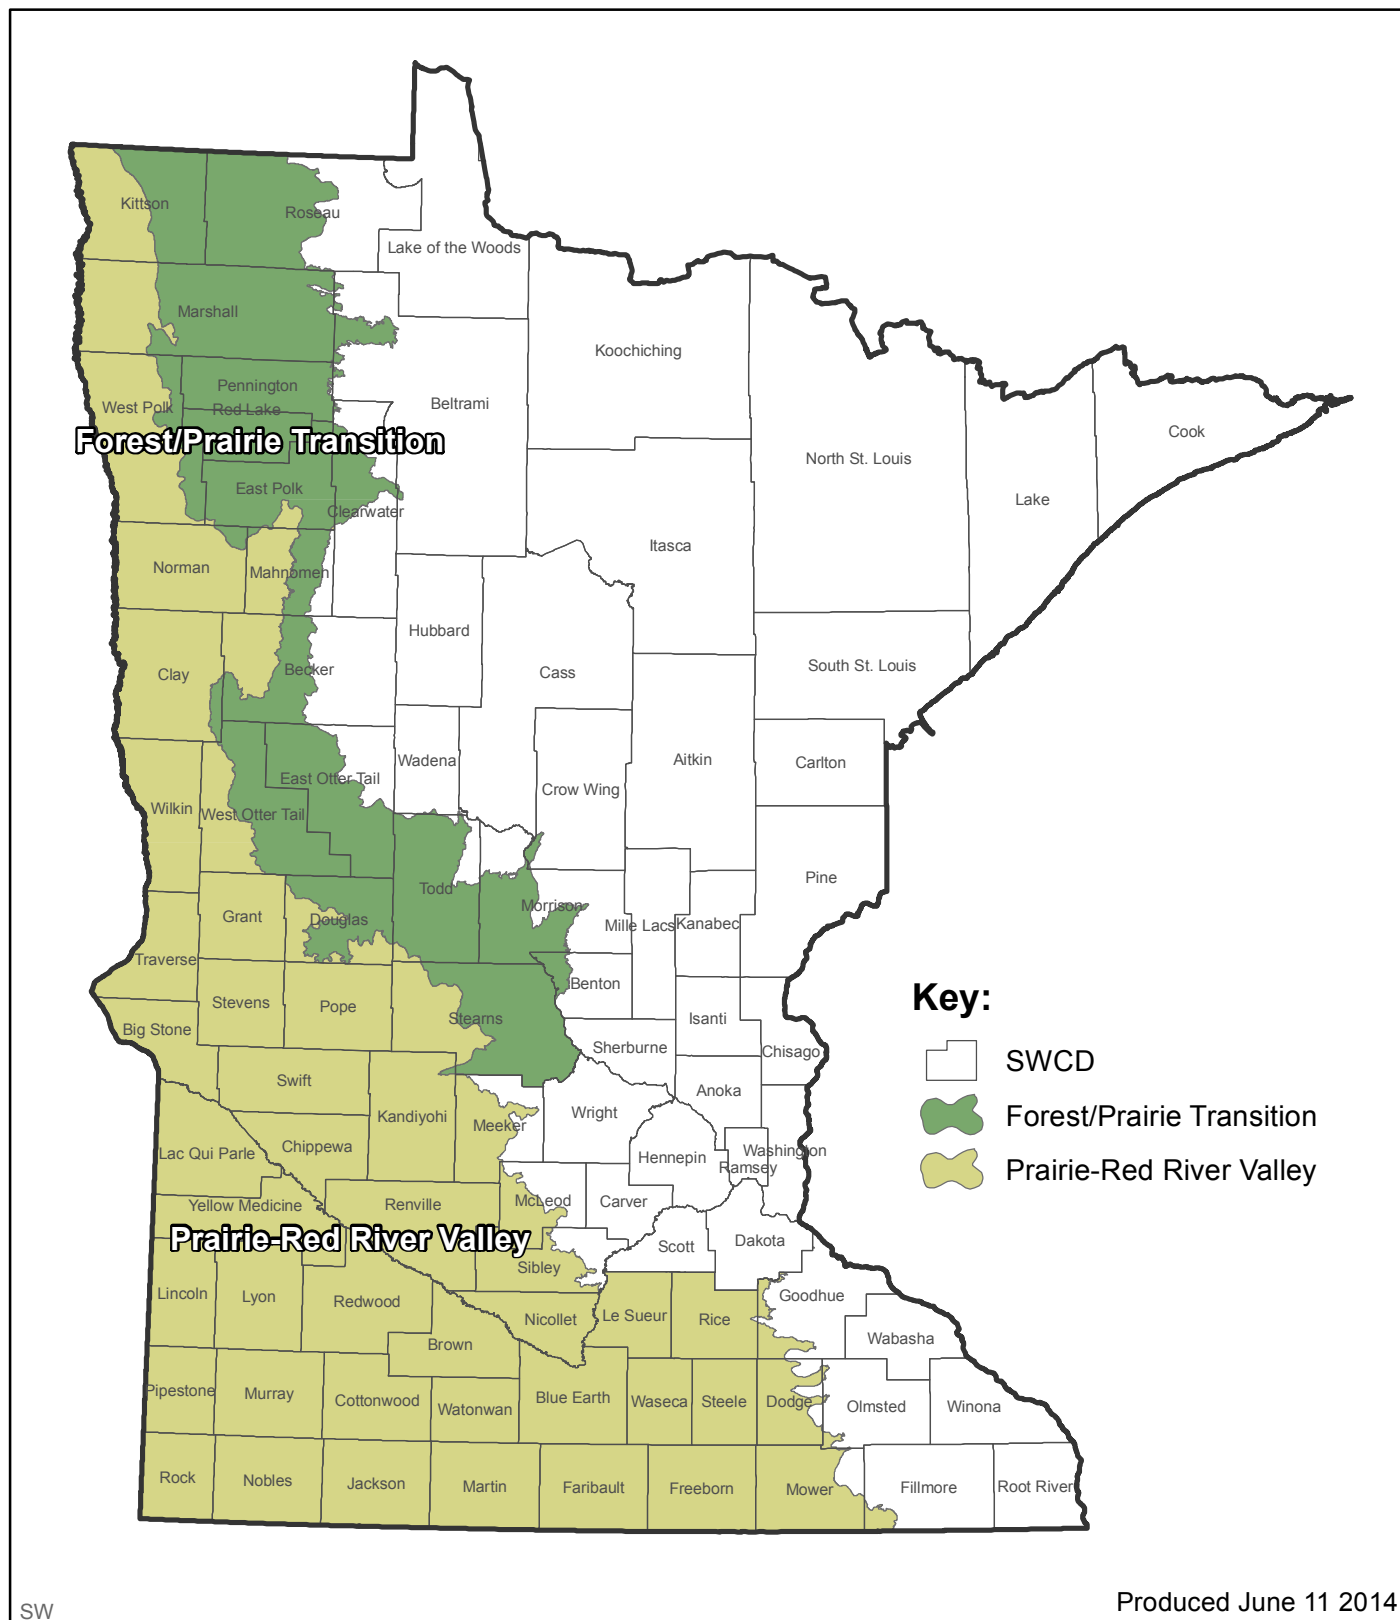 Kittson
Roseau
Lake of the Woods
Marshall
Koochiching
Pennington
Beltrami
West Polk
Red Lake
Cook
Forest/Prairie Transition
North St. Louis
East Polk
Lake
Clearwater
Itasca
Norman
Mahnomen
Hubbard
South St. Louis
Clay
Becker
Cass
Wadena
Aitkin
Carlton
East Otter Tail
Crow Wing
Wilkin
West Otter Tail
Pine
Todd
Morrison
Grant
Douglas
Mille Lacs
Kanabec
Traverse
Benton
Key:
Stevens
Pope
Stearns
Isanti
Big Stone
Sherburne
Chisago
SWCD
Swift
Anoka
Kandiyohi
Wright
Forest/Prairie Transition
Meeker
Chippewa
Lac Qui Parle
Hennepin
Washington
Ramsey
Prairie-Red River Valley
Yellow Medicine
Renville
McLeod
Carver
Prairie-Red River Valley
Scott
Dakota
Sibley
Lincoln
Lyon
Redwood
Goodhue
Nicollet
Le Sueur
Rice
Brown
Wabasha
Pipestone
Murray
Cottonwood
Watonwan
Blue Earth
Waseca
Steele
Dodge
Olmsted
Winona
Rock
Nobles
Jackson
Martin
Faribault
Freeborn
Mower
Fillmore
Root River
SW
Produced June 11 2014